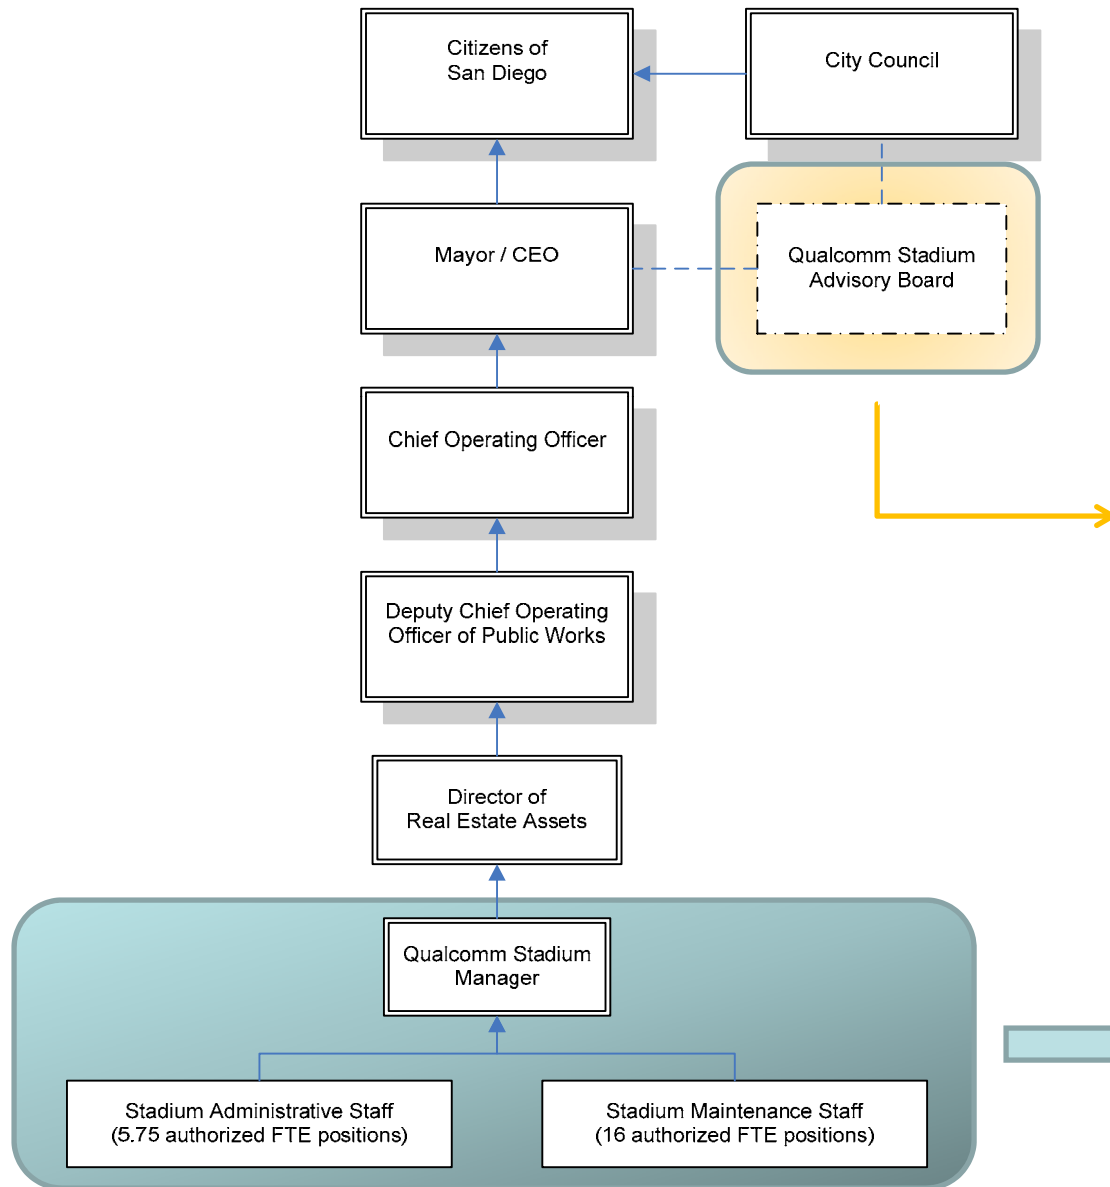 Citizens of
San Diego
City Council
Mayor / CEO
Qualcomm Stadium
Advisory Board
Chief Operating Officer
Deputy Chief Operating
Officer of Public Works
Director of
Real Estate Assets
Qualcomm Stadium
Manager
Stadium Administrative Staff
(5.75 authorized FTE positions)
Stadium Maintenance Staff
(16 authorized FTE positions)